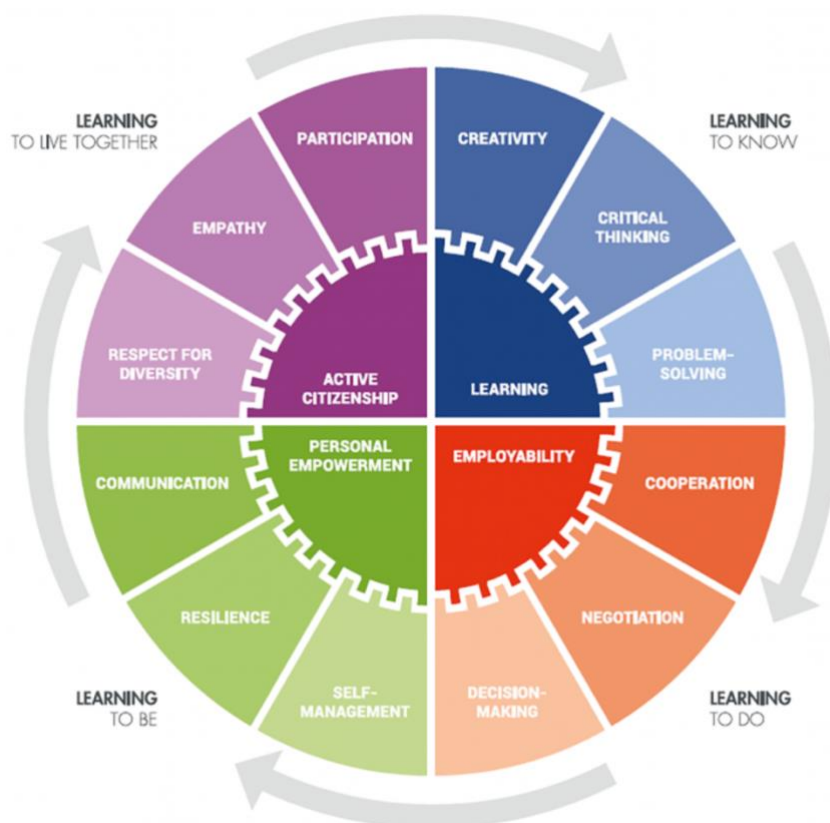 LEARNING
TO LIVE TOGETHER
PARTICIPATION
CREATIVITY
LEARNING
TO KNOW
EMPATHY
CRITICAL
THINKING
RESPECT FOR
DIVERSITY
ACTIVE
CITIZENSHIP
LEARNING
PROBLEM-
SOLVING
COMMUNICATION
PERSONAL
EMPOWERMENT
EMPLOYABILITY
COOPERATION
RESILIENCE
NEGOTIATION
LEARNING
TO BE
SELF-
MANAGEMENT
DECISION-
MAKING
LEARNING
TO DO